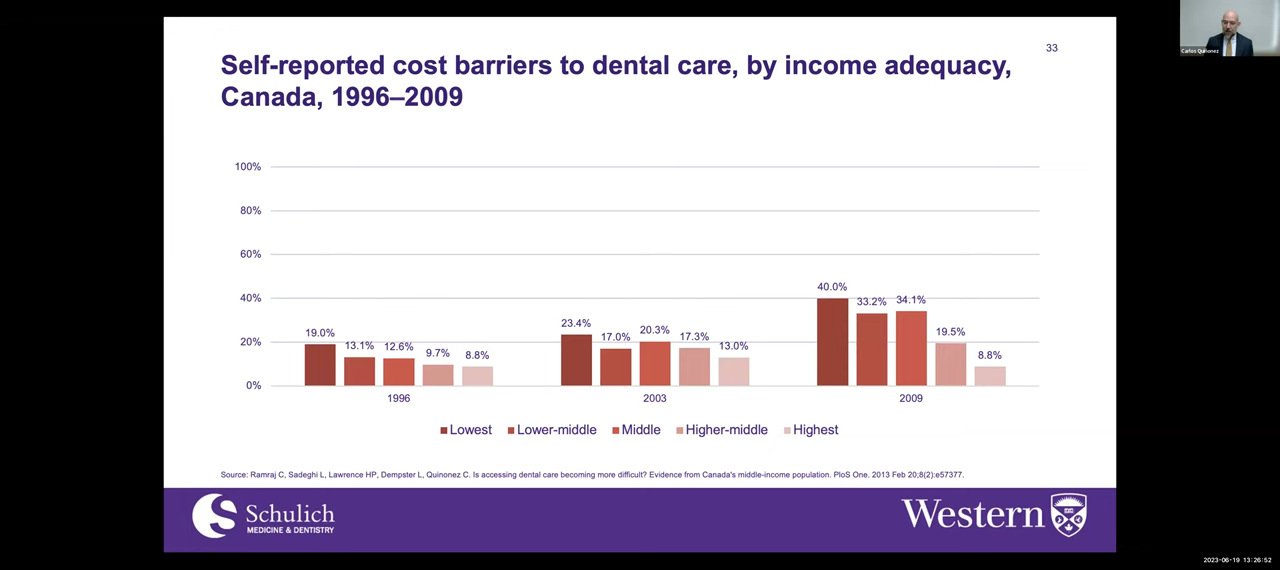 33
Self-reported cost barriers to dental care, by income adequacy,
Canada, 1996–2009
Carlos Quiñonez
100%
80%
60%
40%
20%
0%
19.0%
13.1%
12.6%
9.7%
8.8%
23.4%
17.0%
20.3%
17.3%
13.0%
40.0%
33.2%
34.1%
19.5%
8.8%
1996
2003
2009
Lowest
Lower-middle
Middle
Higher-middle
Highest
Source: Ramraj C, Sadeghi L, Lawrence HP, Dempster L, Quinonez C. Is accessing dental care becoming more difficult? Evidence from Canada's middle-income population. PloS One. 2013 Feb 20;8(2):e57377.
Schulich
MEDICINE & DENTISTRY
Western
2023-06-19 13:26:52